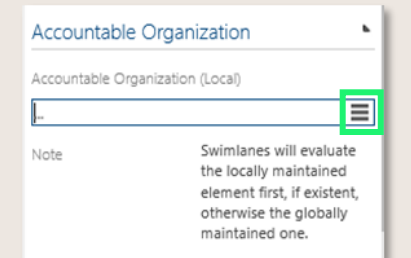 Accountable Organization
Accountable Organization (Local)
...
Note
Swimlanes will evaluate
the locally maintained
element first, if existent,
otherwise the globally
maintained one.